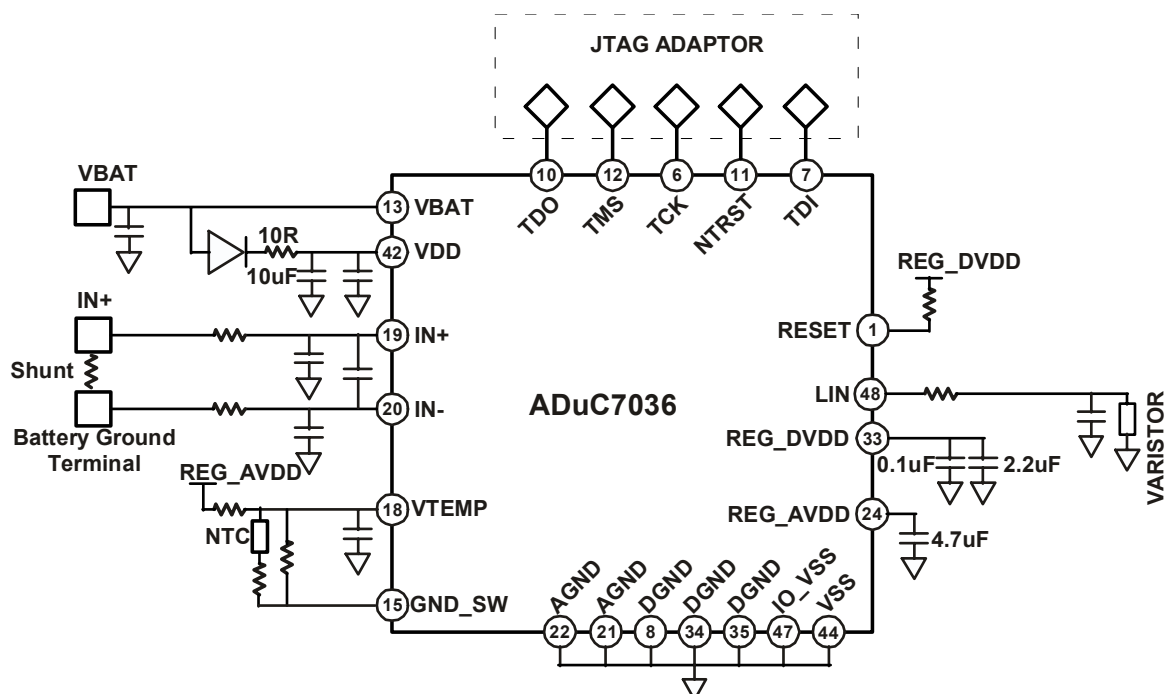 JTAG ADAPTOR
10
12
6
11
7
TDO
TMS
TCK
NTRST
TDI
VBAT
13
VBAT
10R
42
VDD
10uF
IN+
19
IN+
Shunt
20
IN-
Battery Ground
Terminal
ADuC7036
REG_DVDD
RESET
1
LIN
48
REG_DVDD
33
0.1uF
2.2uF
VARISTOR
REG_AVDD
24
4.7uF
REG_AVDD
18
VTEMP
NTC
15
GND_SW
AGND
AGND
DGND
DGND
DGND
IO_VSS
VSS
22
21
8
34
35
47
44